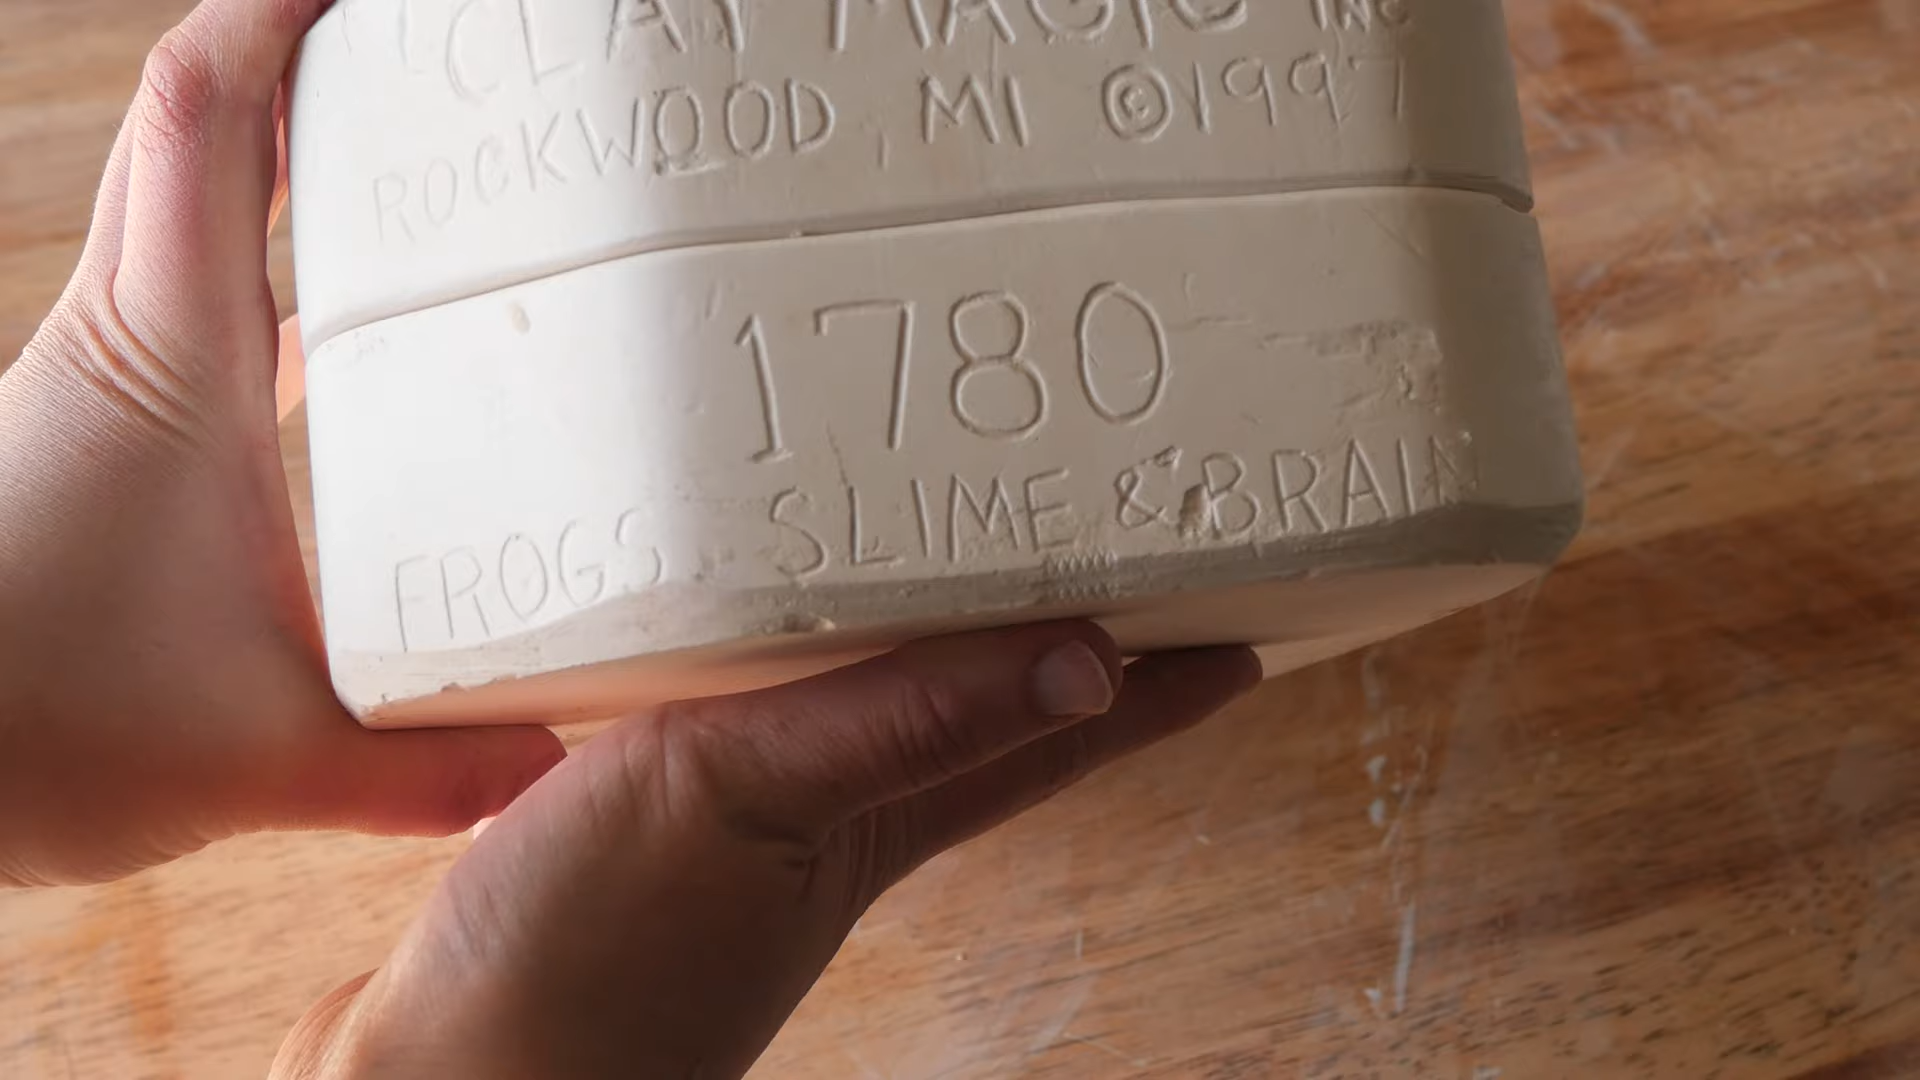 CLAY MAGIC INC
ROCKWOOD, MI ©1997
1780
FROGS SLIME & BRAIN